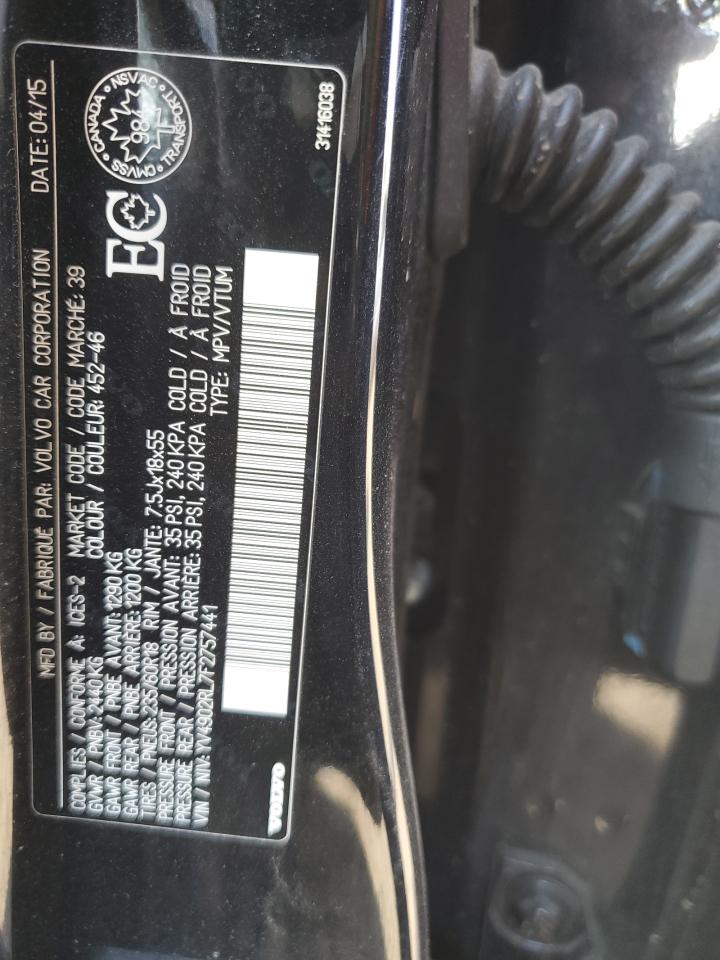 MFD BY / FABRIQUÉ PAR: VOLVO CAR CORPORATION DATE: 04/15
COMPLIES / CONFORME À: ICES-2 MARKET CODE / CODE MARCHÉ: 39
GVWR / PNBV: 2440 KG COLOUR / COULEUR: 452-46
GAWR FRONT / PNBE AVANT: 1290 KG
GAWR REAR / PNBE ARRIÈRE: 1200 KG
TIRES / PNEUS: 235/60R18 RIM / JANTE: 7.5Jx18x55
PRESSURE FRONT / PRESSION AVANT: 35 PSI, 240 KPA COLD / À FROID
PRESSURE REAR / PRESSION ARRIÈRE: 35 PSI, 240 KPA COLD / À FROID
VIN / NIV: YV4902RL7F2757441 TYPE: MPV/VTUM
CANADA • NSVAC • TRANSPORT • CMVSS •
984
EC
31416038
VOLVO